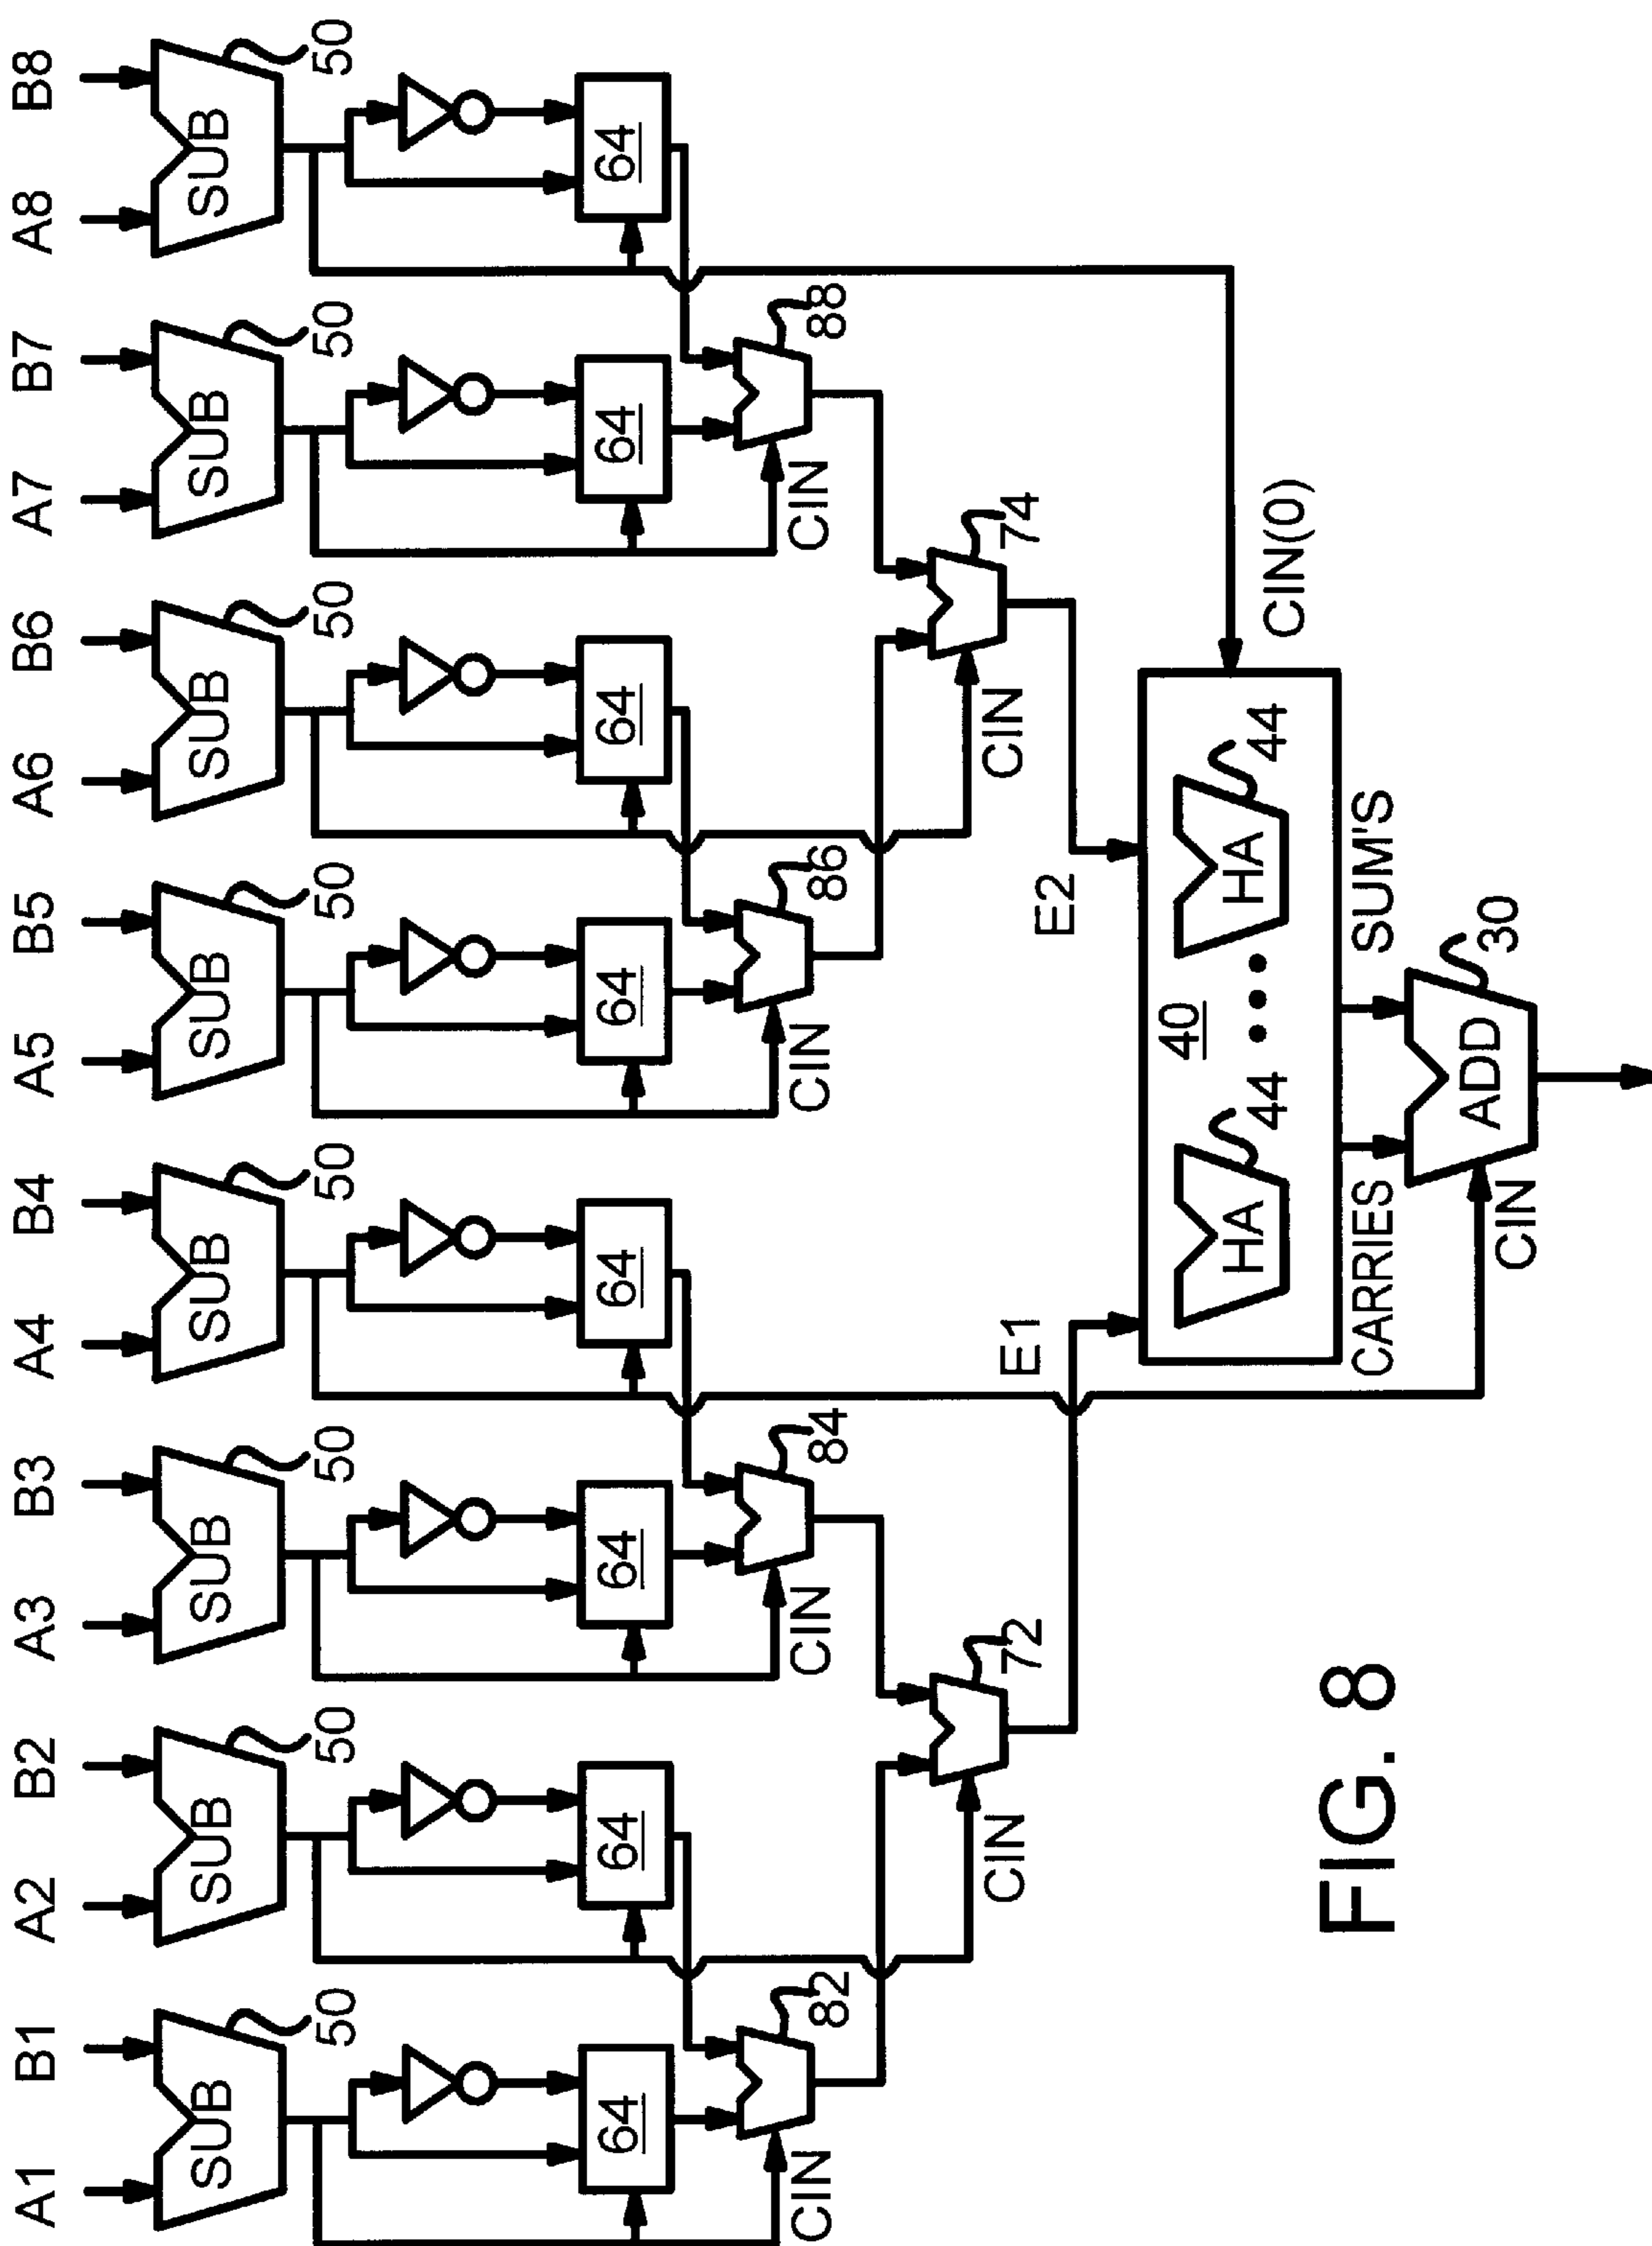 A1 B1 A2 B2 A3 B3 A4 B4 A5 B5 A6 B6 A7 B7 A8 B8
SUB SUB SUB SUB SUB SUB SUB SUB
50 50 50 50 50 50 50 50
64 64 64 64 64 64 64 64
82 84 86 88
CIN CIN CIN CIN
72 74
CIN CIN
E1 E2
CIN(0)
40
HA 44 HA 44
CARRIES SUM'S
ADD 30
CIN
FIG. 8